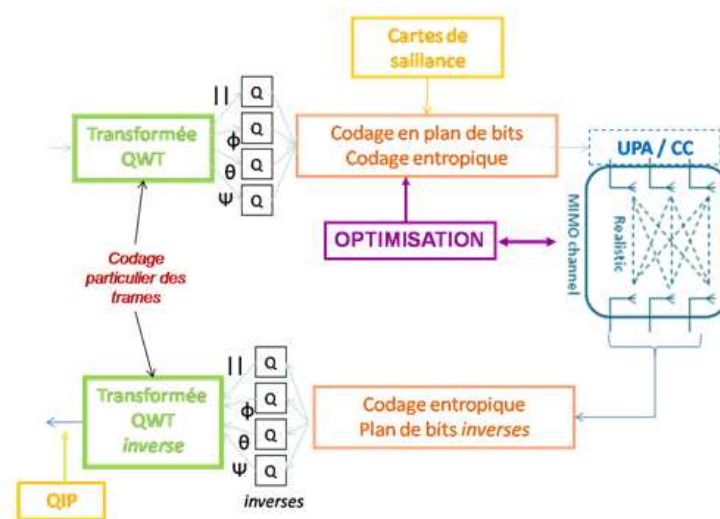 Cartes de
saillance
Transformée
QWT
||
ϕ
θ
Ψ
Q
Q
Q
Q
Codage en plan de bits
Codage entropique
UPA / CC
OPTIMISATION
MIMO channel
Realistic
Codage
particulier des
trames
Transformée
QWT
inverse
||
ϕ
θ
Ψ
Q
Q
Q
Q
inverses
Codage entropique
Plan de bits inverses
QIP